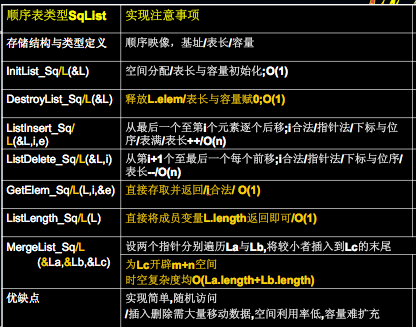 顺序表类型SqList 实现注意事项
存储结构与类型定义 顺序映像，基址/表长/容量
InitList_Sq/L(&L) 空间分配/表长与容量初始化;O(1)
DestroyList_Sq/L(&L) 释放L.elem/表长与容量赋0;O(1)
ListInsert_Sq/
L(&L,i,e)
从最后一个至第i个元素逐个后移;i合法/指针法/下标与位
序/表满/表长++/O(n)
ListDelete_Sq/L(&L,i) 从第i+1个至最后一个每个前移;i合法/指针法/下标与位序/
表长--/O(n)
GetElem_Sq/L(L,i,&e) 直接存取并返回/i合法/ O(1)
ListLength_Sq/L(L) 直接将成员变量L.length返回即可/O(1)
MergeList_Sq/L
(&La,&Lb,&Lc)
设两个指针分别遍历La与Lb,将较小者插入到Lc的末尾
为Lc开辟m+n空间
时空复杂度均O(La.length+Lb.length)
优缺点 实现简单,随机访问
/插入删除需大量移动数据,空间利用率低,容量难扩充